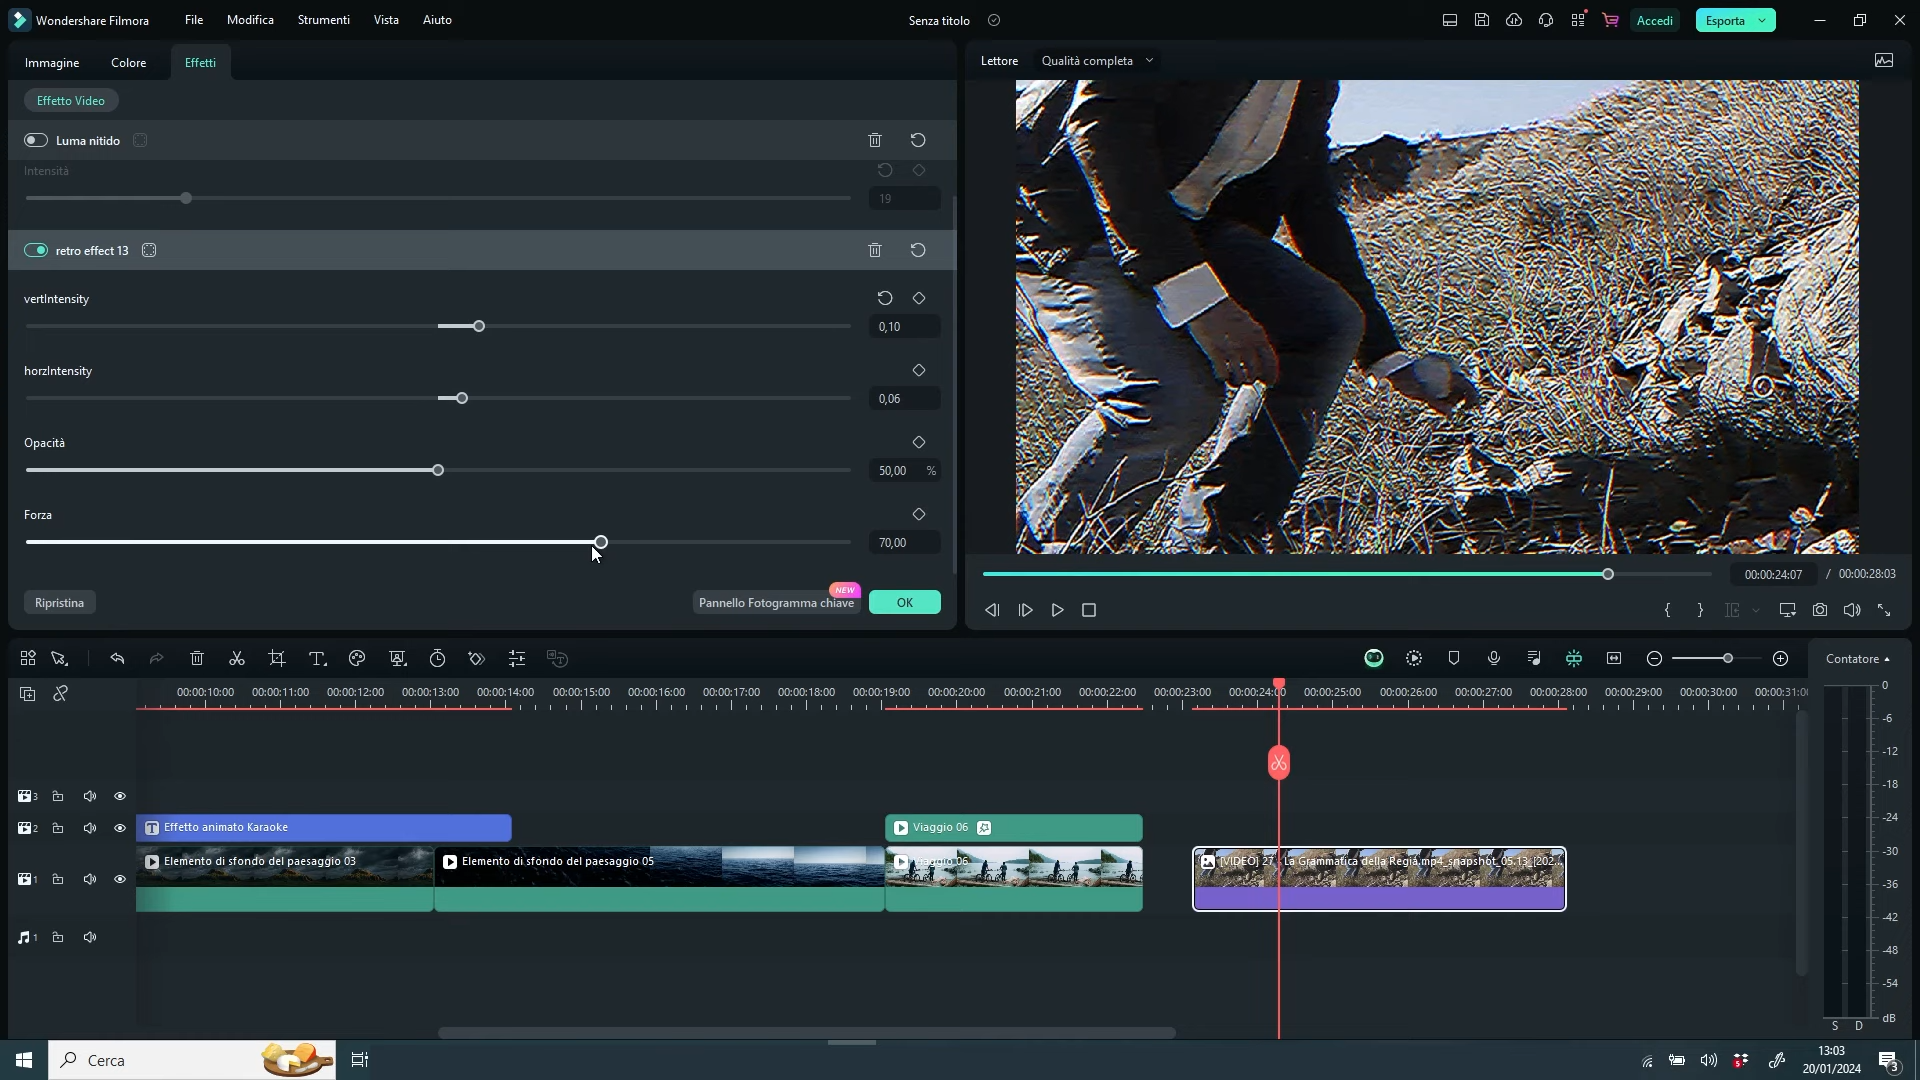 Wondershare Filmora
File
Modifica
Strumenti
Vista
Aiuto
Senza titolo
Accedi
Esporta
Immagine
Colore
Effetti
Lettore
Qualità completa
Effetto Video
Luma nitido
Intensità
19
retro effect 13
vertIntensity
0,10
horzIntensity
0,06
Opacità
50,00 %
Forza
70,00
NEW
Ripristina
Pannello Fotogramma chiave
OK
00:00:24:07 / 00:00:28:03
Contatore
00:00:10:00 00:00:11:00 00:00:12:00 00:00:13:00 00:00:14:00 00:00:15:00 00:00:16:00 00:00:17:00 00:00:18:00 00:00:19:00 00:00:20:00 00:00:21:00 00:00:22:00 00:00:23:00 00:00:24:00 00:00:25:00 00:00:26:00 00:00:27:00 00:00:28:00 00:00:29:00 00:00:30:00 00:00:31:00
0
-6
-12
-18
-24
-30
-36
-42
-48
-54
dB
S D
3
2
Effetto animato Karaoke
Viaggio 06
1
Elemento di sfondo del paesaggio 03
Elemento di sfondo del paesaggio 05
Viaggio 06
[VIDEO] 27 - La Grammatica della Regia.mp4_snapshot_05.13_[202...
1
Cerca
13:03
20/01/2024
3